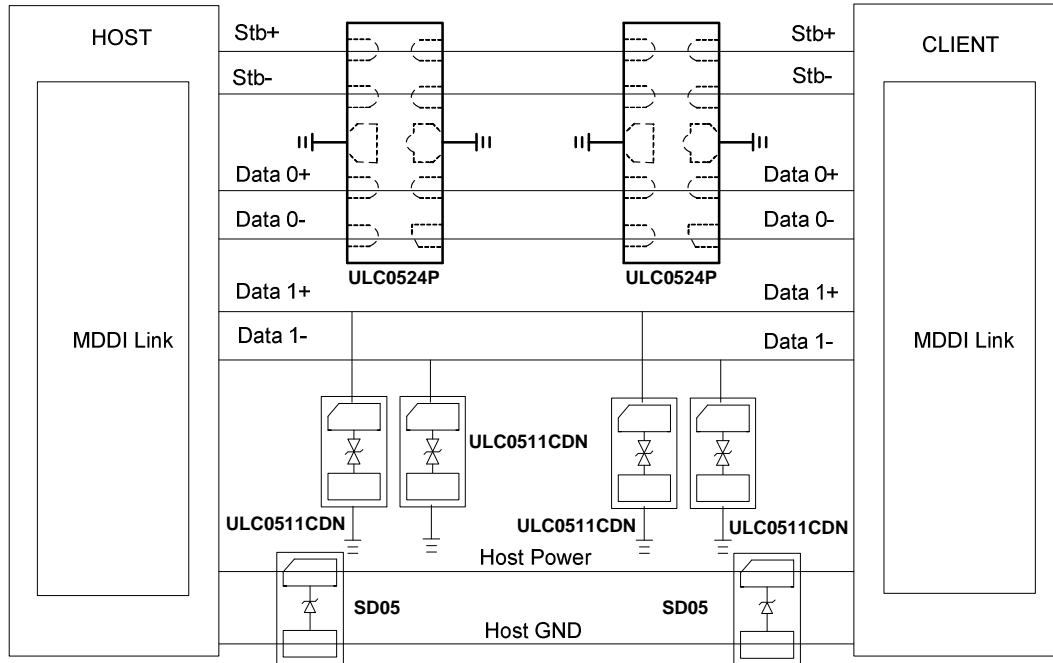 HOST
CLIENT
Stb+
Stb+
Stb-
Stb-
Data 0+
Data 0+
Data 0-
Data 0-
ULC0524P
ULC0524P
Data 1+
Data 1+
Data 1-
Data 1-
MDDI Link
MDDI Link
ULC0511CDN
ULC0511CDN
ULC0511CDN
ULC0511CDN
Host Power
SD05
SD05
Host GND